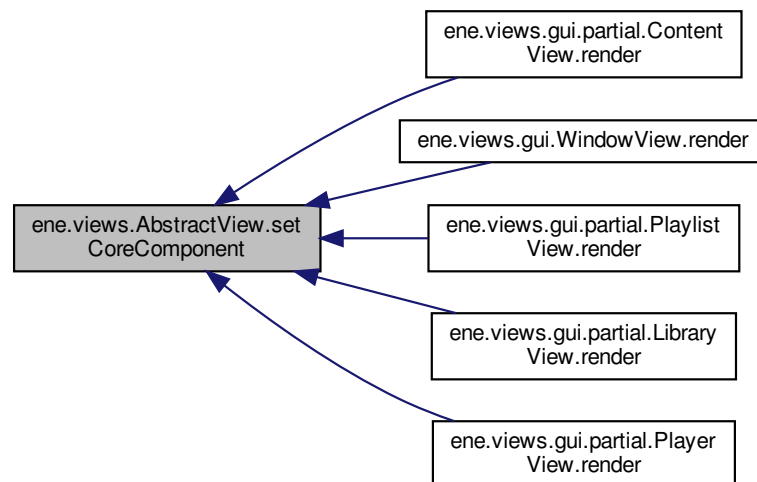 ene.views.gui.partial.Content
View.render
ene.views.gui.WindowView.render
ene.views.AbstractView.set
CoreComponent
ene.views.gui.partial.Playlist
View.render
ene.views.gui.partial.Library
View.render
ene.views.gui.partial.Player
View.render